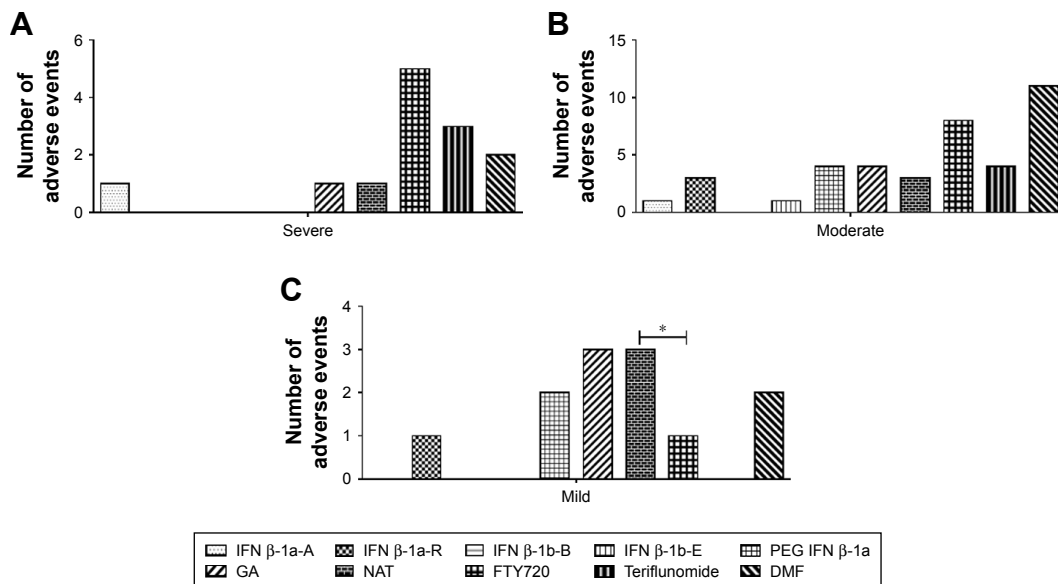 A
Number of
adverse events
6
4
2
0
Severe
B
Number of
adverse events
15
10
5
0
Moderate
C
Number of
adverse events
4
3
2
1
0
*
Mild
IFN β-1a-A IFN β-1a-R IFN β-1b-B IFN β-1b-E PEG IFN β-1a
GA NAT FTY720 Teriflunomide DMF